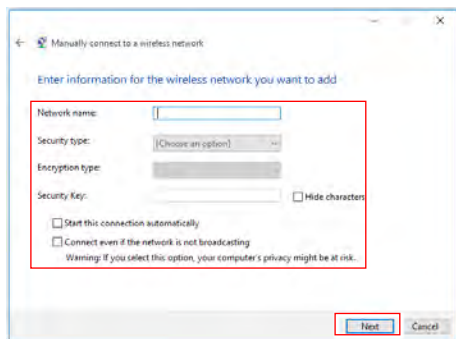 Manually connect to a wireless network
Enter information for the wireless network you want to add
Network name:
Security type: [Choose an option]
Encryption type:
Security Key: Hide characters
Start this connection automatically
Connect even if the network is not broadcasting
Warning: If you select this option, your computer's privacy might be at risk.
Next Cancel